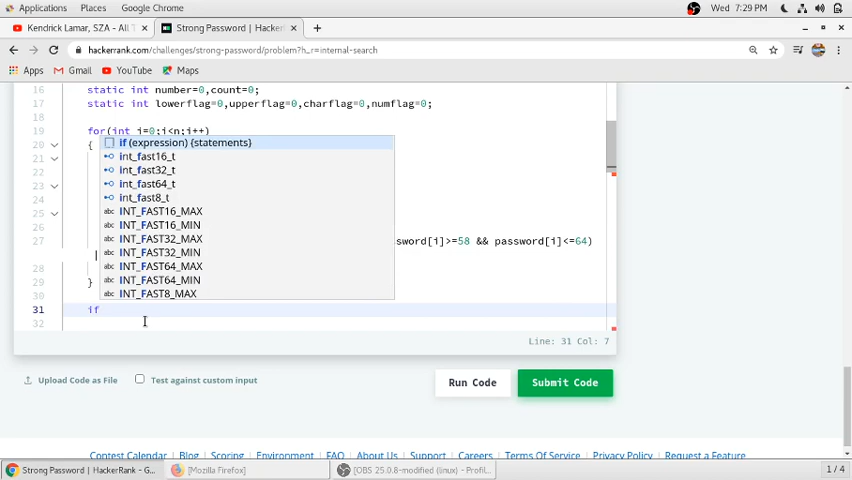 Applications Places Google Chrome Wed 7:29 PM
Kendrick Lamar, SZA - All T Strong Password | HackerRank
hackerrank.com/challenges/strong-password/problem?h_r=internal-search
Apps Gmail YouTube Maps
16 static int number=0,count=0;
17 static int lowerflag=0,upperflag=0,charflag=0,numflag=0;
18
19 for(int i=0;i<n;i++)
20 { if (expression) {statements}
21 int_fast16_t
22 int_fast32_t
23 int_fast64_t
24 int_fast8_t
25 INT_FAST16_MAX
26 INT_FAST16_MIN
27 INT_FAST32_MAX sword[i]>=58 && password[i]<=64)
| INT_FAST32_MIN
28 INT_FAST64_MAX
29 } INT_FAST64_MIN
30 INT_FAST8_MAX
31 if
32
Line: 31 Col: 7
Upload Code as File Test against custom input Run Code Submit Code
Contest Calendar | Blog | Scoring | Environment | FAQ | About Us | Support | Careers | Terms Of Service | Privacy Policy | Request a Feature
Strong Password | HackerRank - G... [Mozilla Firefox] [OBS 25.0.8-modified (linux) - Profil... 1 / 4